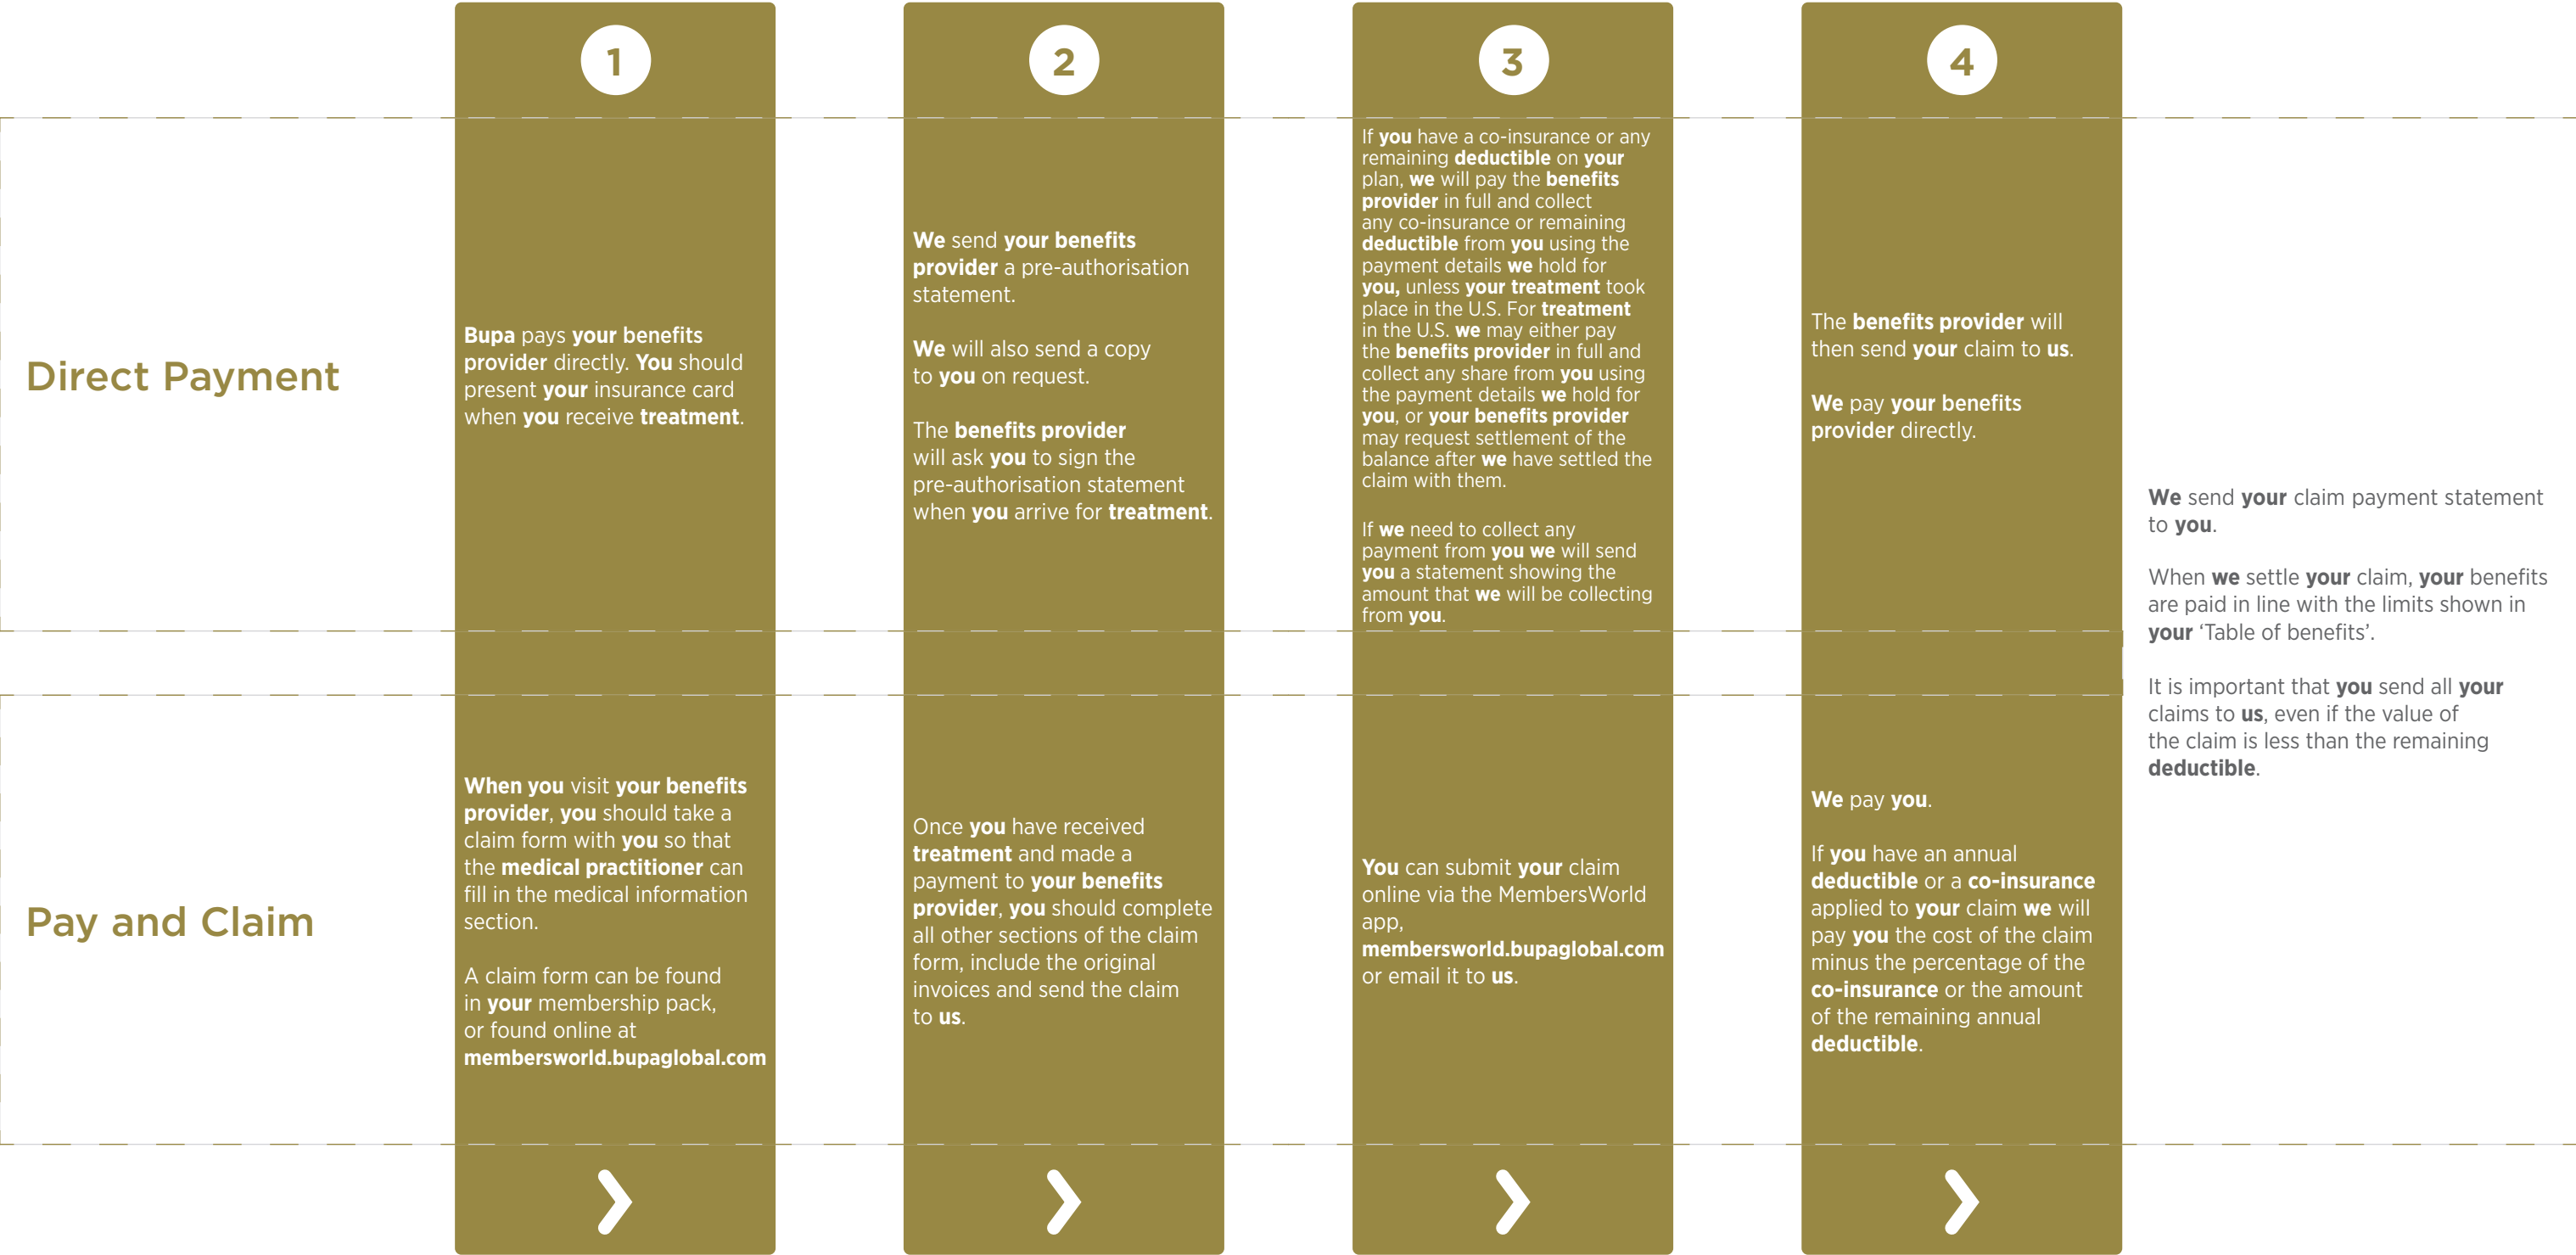 1
2
3
4
Direct Payment
Bupa pays your benefits
provider directly. You should
present your insurance card
when you receive treatment.
We send your benefits
provider a pre-authorisation
statement.
We will also send a copy
to you on request.
The benefits provider
will ask you to sign the
pre-authorisation statement
when you arrive for treatment.
If you have a co-insurance or any
remaining deductible on your
plan, we will pay the benefits
provider in full and collect
any co-insurance or remaining
deductible from you using the
payment details we hold for
you, unless your treatment took
place in the U.S. For treatment
in the U.S. we may either pay
the benefits provider in full and
collect any share from you using
the payment details we hold for
you, or your benefits provider
may request settlement of the
balance after we have settled the
claim with them.
If we need to collect any
payment from you we will send
you a statement showing the
amount that we will be collecting
from you.
The benefits provider will
then send your claim to us.
We pay your benefits
provider directly.
Pay and Claim
When you visit your benefits
provider, you should take a
claim form with you so that
the medical practitioner can
fill in the medical information
section.
A claim form can be found
in your membership pack,
or found online at
membersworld.bupaglobal.com
Once you have received
treatment and made a
payment to your benefits
provider, you should complete
all other sections of the claim
form, include the original
invoices and send the claim
to us.
You can submit your claim
online via the MembersWorld
app,
membersworld.bupaglobal.com
or email it to us.
We pay you.
If you have an annual
deductible or a co-insurance
applied to your claim we will
pay you the cost of the claim
minus the percentage of the
co-insurance or the amount
of the remaining annual
deductible.
We send your claim payment statement
to you.
When we settle your claim, your benefits
are paid in line with the limits shown in
your ‘Table of benefits’.
It is important that you send all your
claims to us, even if the value of
the claim is less than the remaining
deductible.